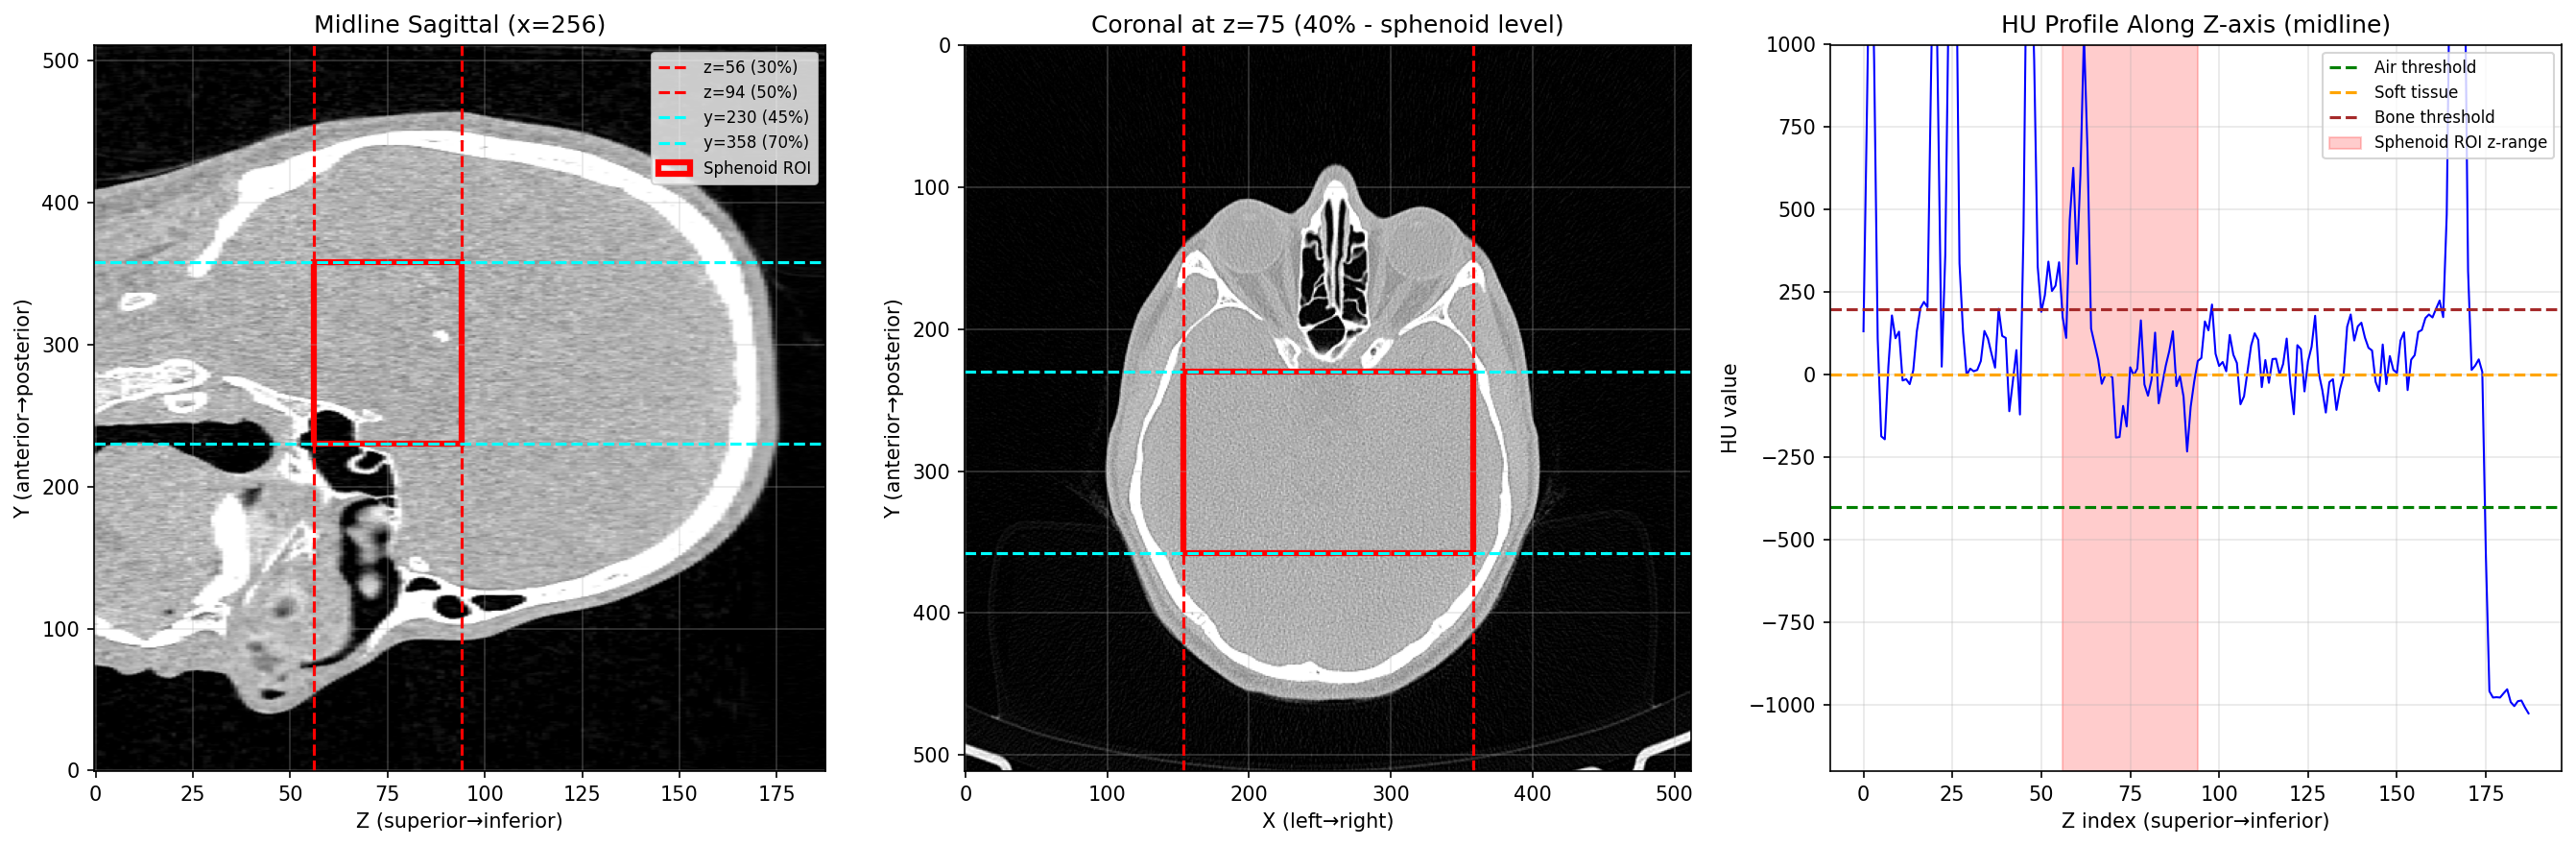 Midline Sagittal (x=256)
500
400
300
200
100
0
0 25 50 75 100 125 150 175
Y (anterior→posterior)
Z (superior→inferior)
z=56 (30%)
z=94 (50%)
y=230 (45%)
y=358 (70%)
Sphenoid ROI
Coronal at z=75 (40% - sphenoid level)
0
100
200
300
400
500
0 100 200 300 400 500
Y (anterior→posterior)
X (left→right)
HU Profile Along Z-axis (midline)
1000
750
500
250
0
−250
−500
−750
−1000
0 25 50 75 100 125 150 175
HU value
Z index (superior→inferior)
Air threshold
Soft tissue
Bone threshold
Sphenoid ROI z-range